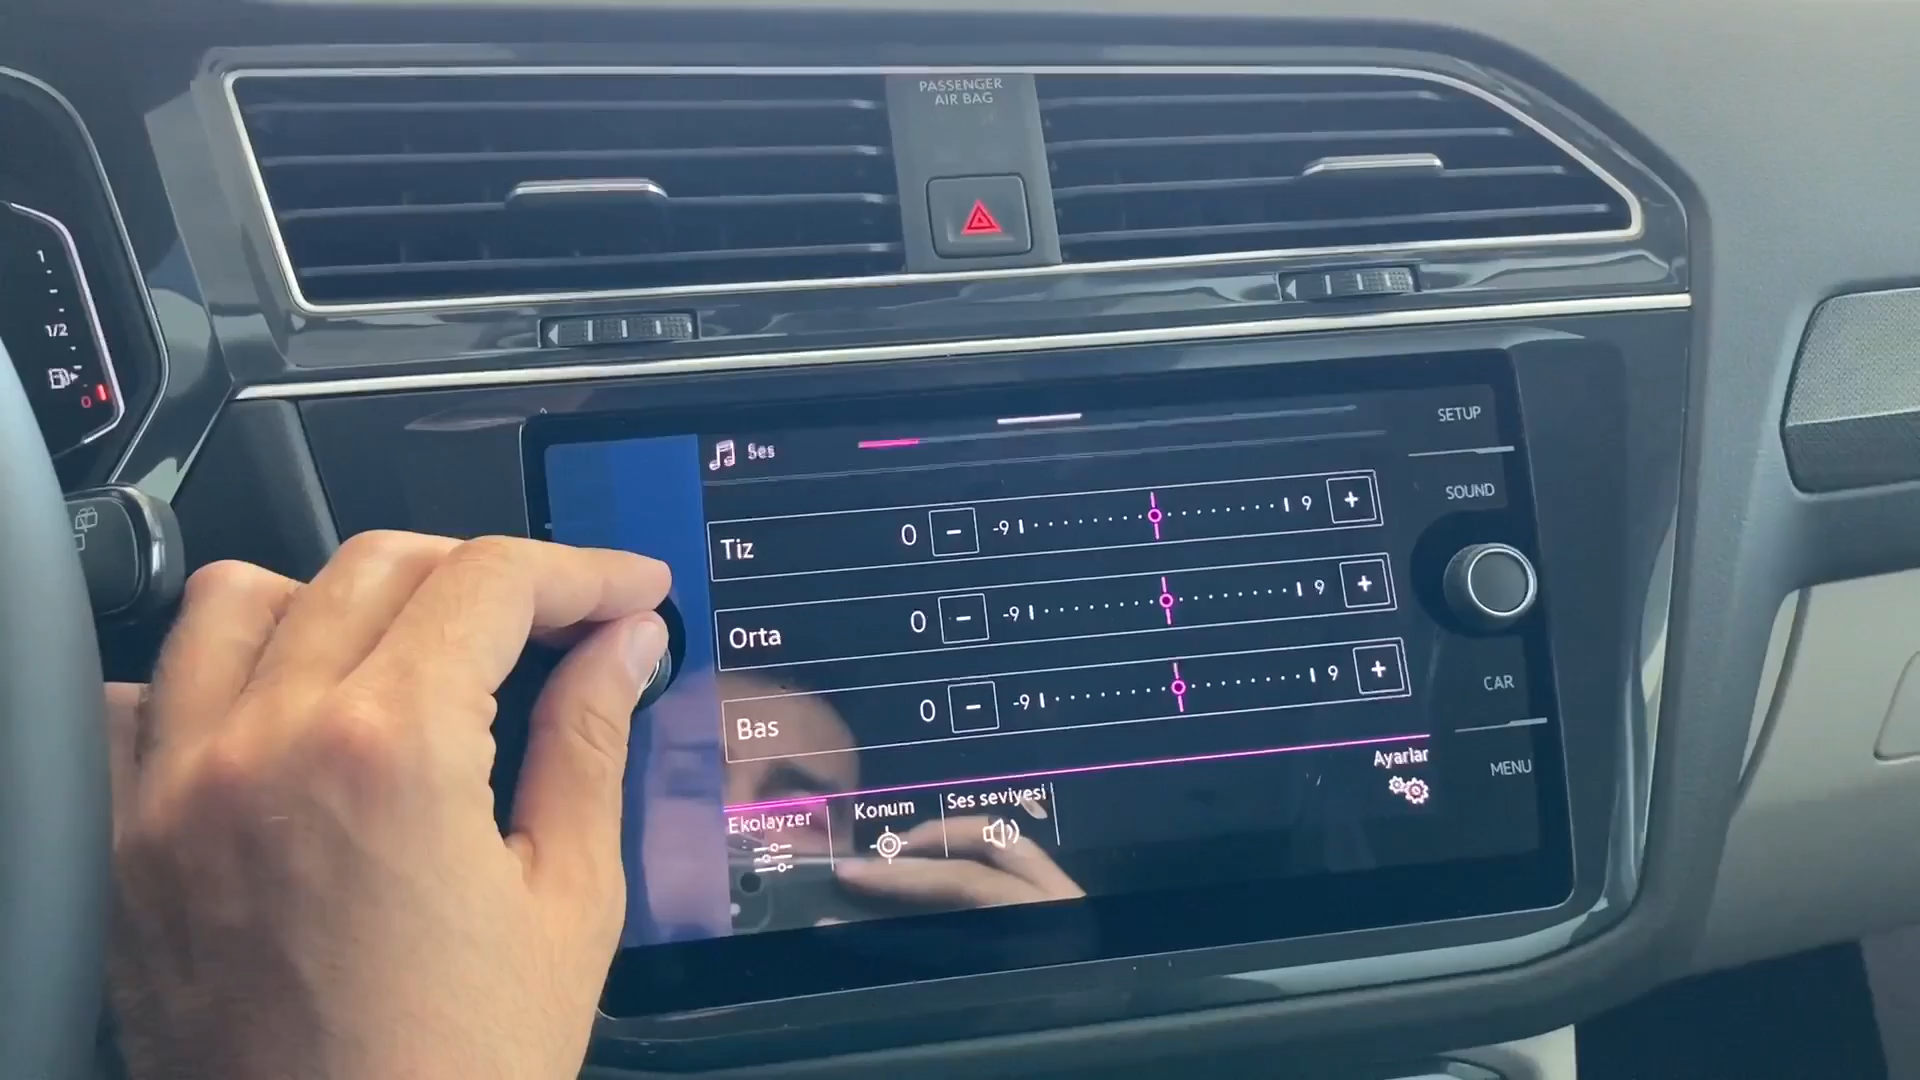 PASSENGER
AIR BAG
1
1/2
0
Ses
SETUP
SOUND
Tiz 0 − -9 9 +
Orta 0 − -9 9 +
Bas 0 − -9 9 +
CAR
MENU
Ekolayzer
Konum
Ses seviyesi
Ayarlar